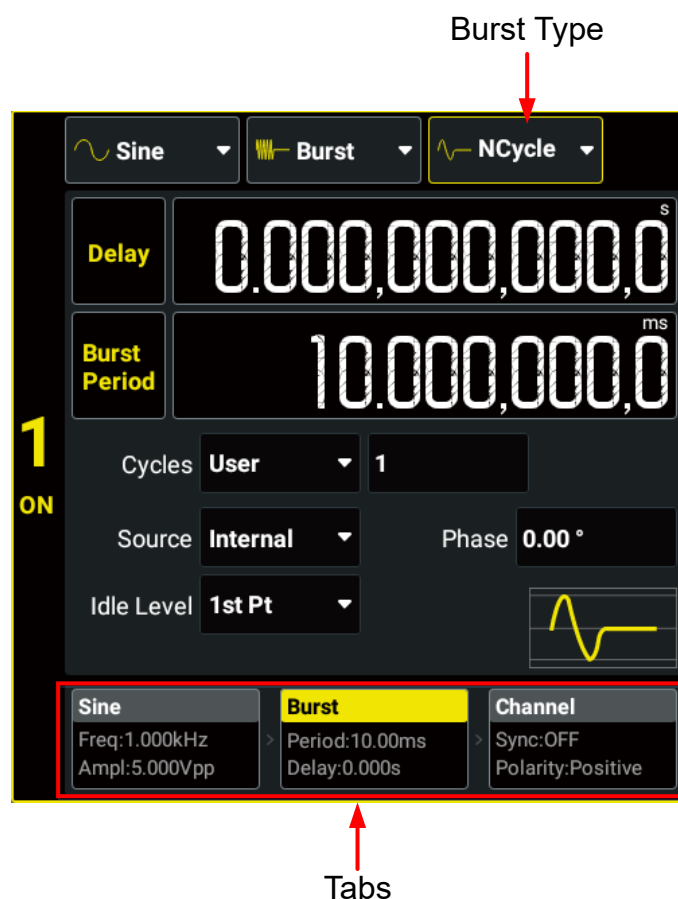 Burst Type
Sine
Burst
NCycle
Delay
0.000,000,000,0
s
Burst
Period
10.000,000,0
ms
1
ON
Cycles
User
1
Source
Internal
Phase
0.00 °
Idle Level
1st Pt
Sine
Freq:1.000kHz
Ampl:5.000Vpp
>
Burst
Period:10.00ms
Delay:0.000s
>
Channel
Sync:OFF
Polarity:Positive
Tabs